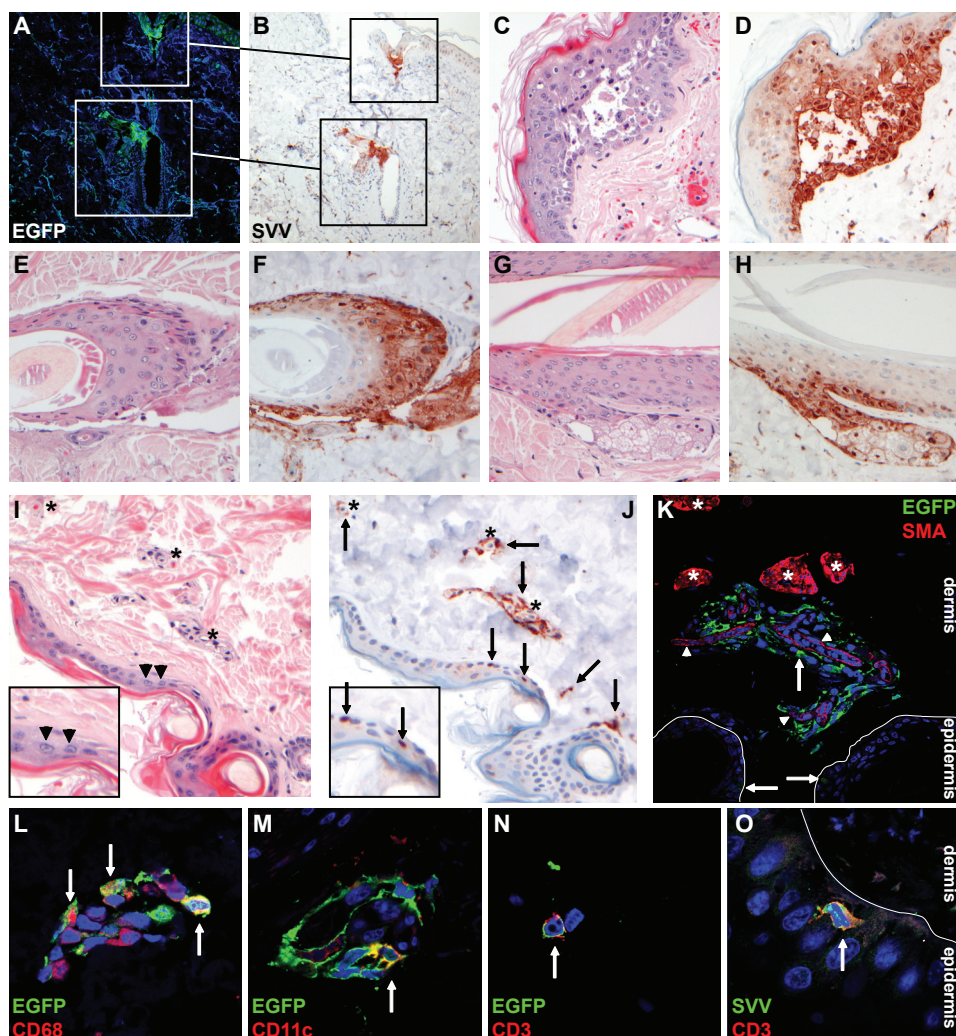 A
EGFP
B
SVV
C
D
E
F
G
H
I
*
*
*
J
*
*
*
K
EGFP
SMA
*
*
*
*
dermis
epidermis
L
EGFP
CD68
M
EGFP
CD11c
N
EGFP
CD3
O
SVV
CD3
dermis
epidermis